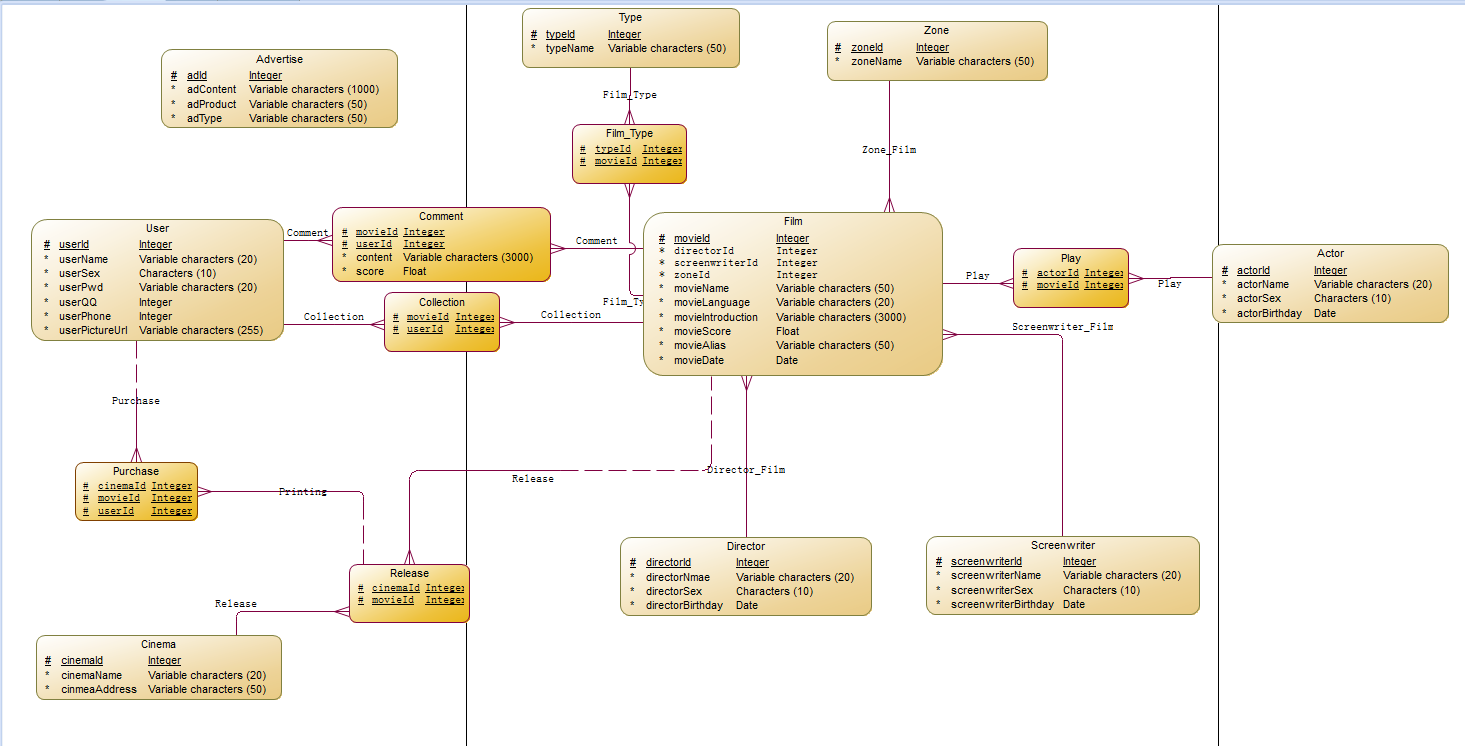 Type
# typeId Integer
* typeName Variable characters (50)
Zone
# zoneId Integer
* zoneName Variable characters (50)
Advertise
# adId Integer
* adContent Variable characters (1000)
* adProduct Variable characters (50)
* adType Variable characters (50)
Film_Type
Film_Type
# typeId Integer
# movieId Integer
Zone_Film
User
# userId Integer
* userName Variable characters (20)
* userSex Characters (10)
* userPwd Variable characters (20)
* userQQ Integer
* userPhone Integer
* userPictureUrl Variable characters (255)
Comment
Comment
# movieId Integer
# userId Integer
* content Variable characters (3000)
* score Float
Comment
Collection
Collection
# movieId Integer
# userId Integer
Collection
Film_Ty
Film
# movieId Integer
* directorId Integer
* screenwriterId Integer
* zoneId Integer
* movieName Variable characters (50)
* movieLanguage Variable characters (20)
* movieIntroduction Variable characters (3000)
* movieScore Float
* movieAlias Variable characters (50)
* movieDate Date
Play
Play
# actorId Integer
# movieId Integer
Play
Actor
# actorId Integer
* actorName Variable characters (20)
* actorSex Characters (10)
* actorBirthday Date
Screenwriter_Film
Purchase
Purchase
# cinemaId Integer
# movieId Integer
# userId Integer
Printing
Release
Director_Film
Release
# cinemaId Integer
# movieId Integer
Release
Director
# directorId Integer
* directorNmae Variable characters (20)
* directorSex Characters (10)
* directorBirthday Date
Screenwriter
# screenwriterId Integer
* screenwriterName Variable characters (20)
* screenwriterSex Characters (10)
* screenwriterBirthday Date
Cinema
# cinemaId Integer
* cinemaName Variable characters (20)
* cinmeaAddress Variable characters (50)